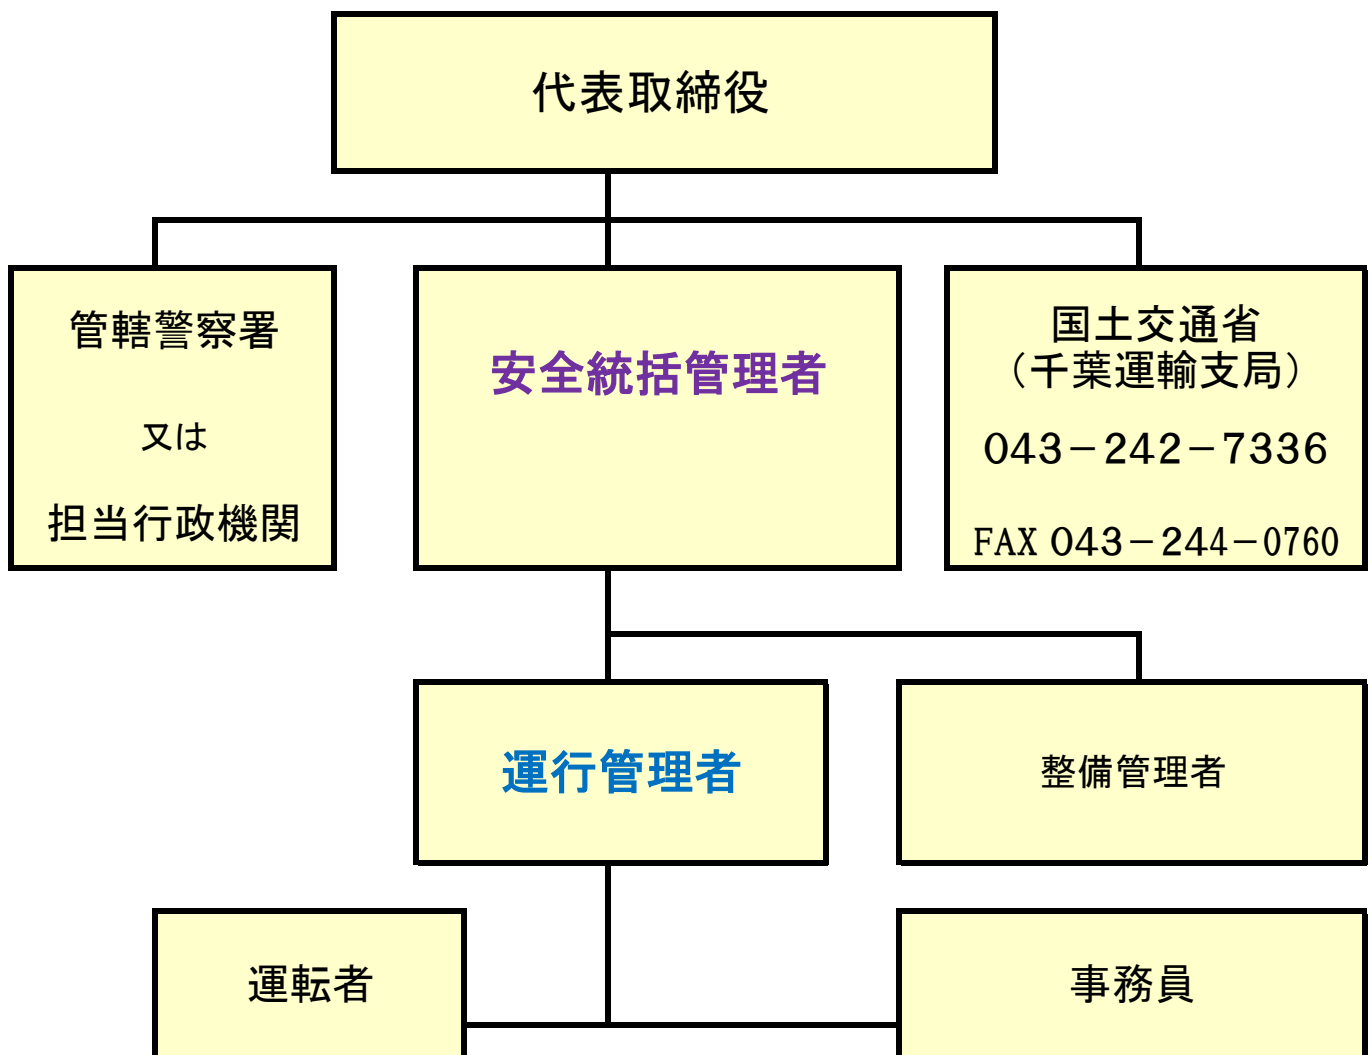 代表取締役
管轄警察署
又は
担当行政機関
安全統括管理者
国土交通省
（千葉運輸支局）
043－242－7336
FAX 043－244－0760
運行管理者
整備管理者
運転者
事務員